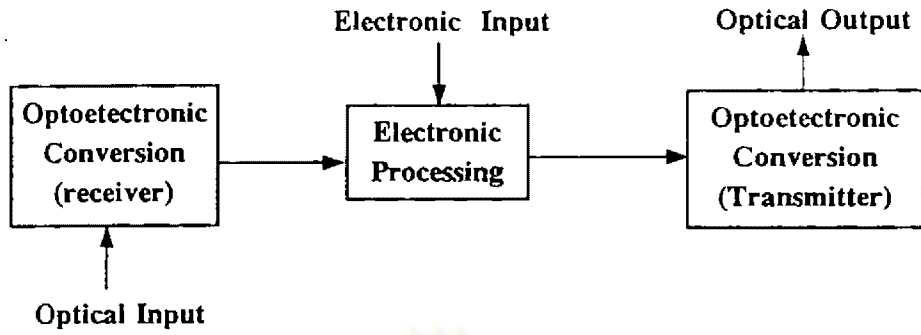 Electronic Input
Optical Output
Optoetectronic
Conversion
(receiver)
Electronic
Processing
Optoetectronic
Conversion
(Transmitter)
Optical Input